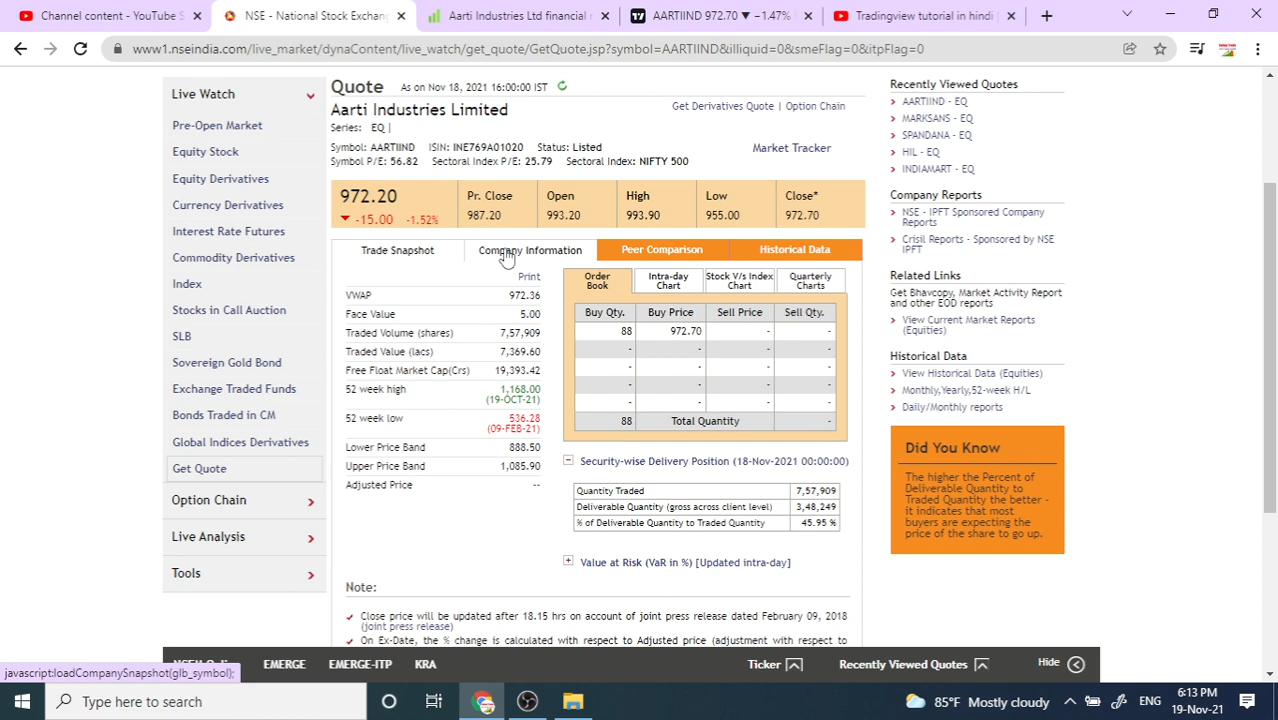 Channel content - YouTube S
NSE - National Stock Exchan
Aarti Industries Ltd financial r
AARTIIND 972.70 ▼ −1.47%
Tradingview tutorial in hindi
www1.nseindia.com/live_market/dynaContent/live_watch/get_quote/GetQuote.jsp?symbol=AARTIIND&illiquid=0&smeFlag=0&itpFlag=0
Live Watch
Pre-Open Market
Equity Stock
Equity Derivatives
Currency Derivatives
Interest Rate Futures
Commodity Derivatives
Index
Stocks in Call Auction
SLB
Sovereign Gold Bond
Exchange Traded Funds
Bonds Traded in CM
Global Indices Derivatives
Get Quote
Option Chain
Live Analysis
Tools
Quote As on Nov 18, 2021 16:00:00 IST
Aarti Industries Limited
Get Derivatives Quote | Option Chain
Series: EQ |
Symbol: AARTIIND ISIN: INE769A01020 Status: Listed
Market Tracker
Symbol P/E: 56.82 Sectoral Index P/E: 25.79 Sectoral Index: NIFTY 500
972.20 Pr. Close Open High Low Close*
-15.00 -1.52% 987.20 993.20 993.90 955.00 972.70
Trade Snapshot Company Information Peer Comparison Historical Data
Print
VWAP 972.36
Face Value 5.00
Traded Volume (shares) 7,57,909
Traded Value (lacs) 7,369.60
Free Float Market Cap(Crs) 19,393.42
52 week high 1,168.00
(19-OCT-21)
52 week low 536.28
(09-FEB-21)
Lower Price Band 888.50
Upper Price Band 1,085.90
Adjusted Price --
Order Book
Intra-day Chart
Stock V/s Index Chart
Quarterly Charts
Buy Qty. Buy Price Sell Price Sell Qty.
88 972.70 - -
- - - -
- - - -
- - - -
- - - -
88 Total Quantity -
Security-wise Delivery Position (18-Nov-2021 00:00:00)
Quantity Traded 7,57,909
Deliverable Quantity (gross across client level) 3,48,249
% of Deliverable Quantity to Traded Quantity 45.95 %
Value at Risk (VaR in %) [Updated intra-day]
Note:
Close price will be updated after 18.15 hrs on account of joint press release dated February 09, 2018
(joint press release)
On Ex-Date, the % change is calculated with respect to Adjusted price (adjustment with respect to
Recently Viewed Quotes
AARTIIND - EQ
MARKSANS - EQ
SPANDANA - EQ
HIL - EQ
INDIAMART - EQ
Company Reports
NSE - IPFT Sponsored Company
Reports
Crisil Reports - Sponsored by NSE
IPFT
Related Links
Get Bhavcopy, Market Activity Report
and other EOD reports
View Current Market Reports
(Equities)
Historical Data
View Historical Data (Equities)
Monthly,Yearly,52-week H/L
Daily/Monthly reports
Did You Know
The higher the Percent of
Deliverable Quantity to
Traded Quantity the better -
it indicates that most
buyers are expecting the
price of the share to go up.
EMERGE EMERGE-ITP KRA Ticker Recently Viewed Quotes Hide
javascript:loadCompanySnapshot(glb_symbol);
Type here to search
85°F Mostly cloudy
ENG
6:13 PM
19-Nov-21